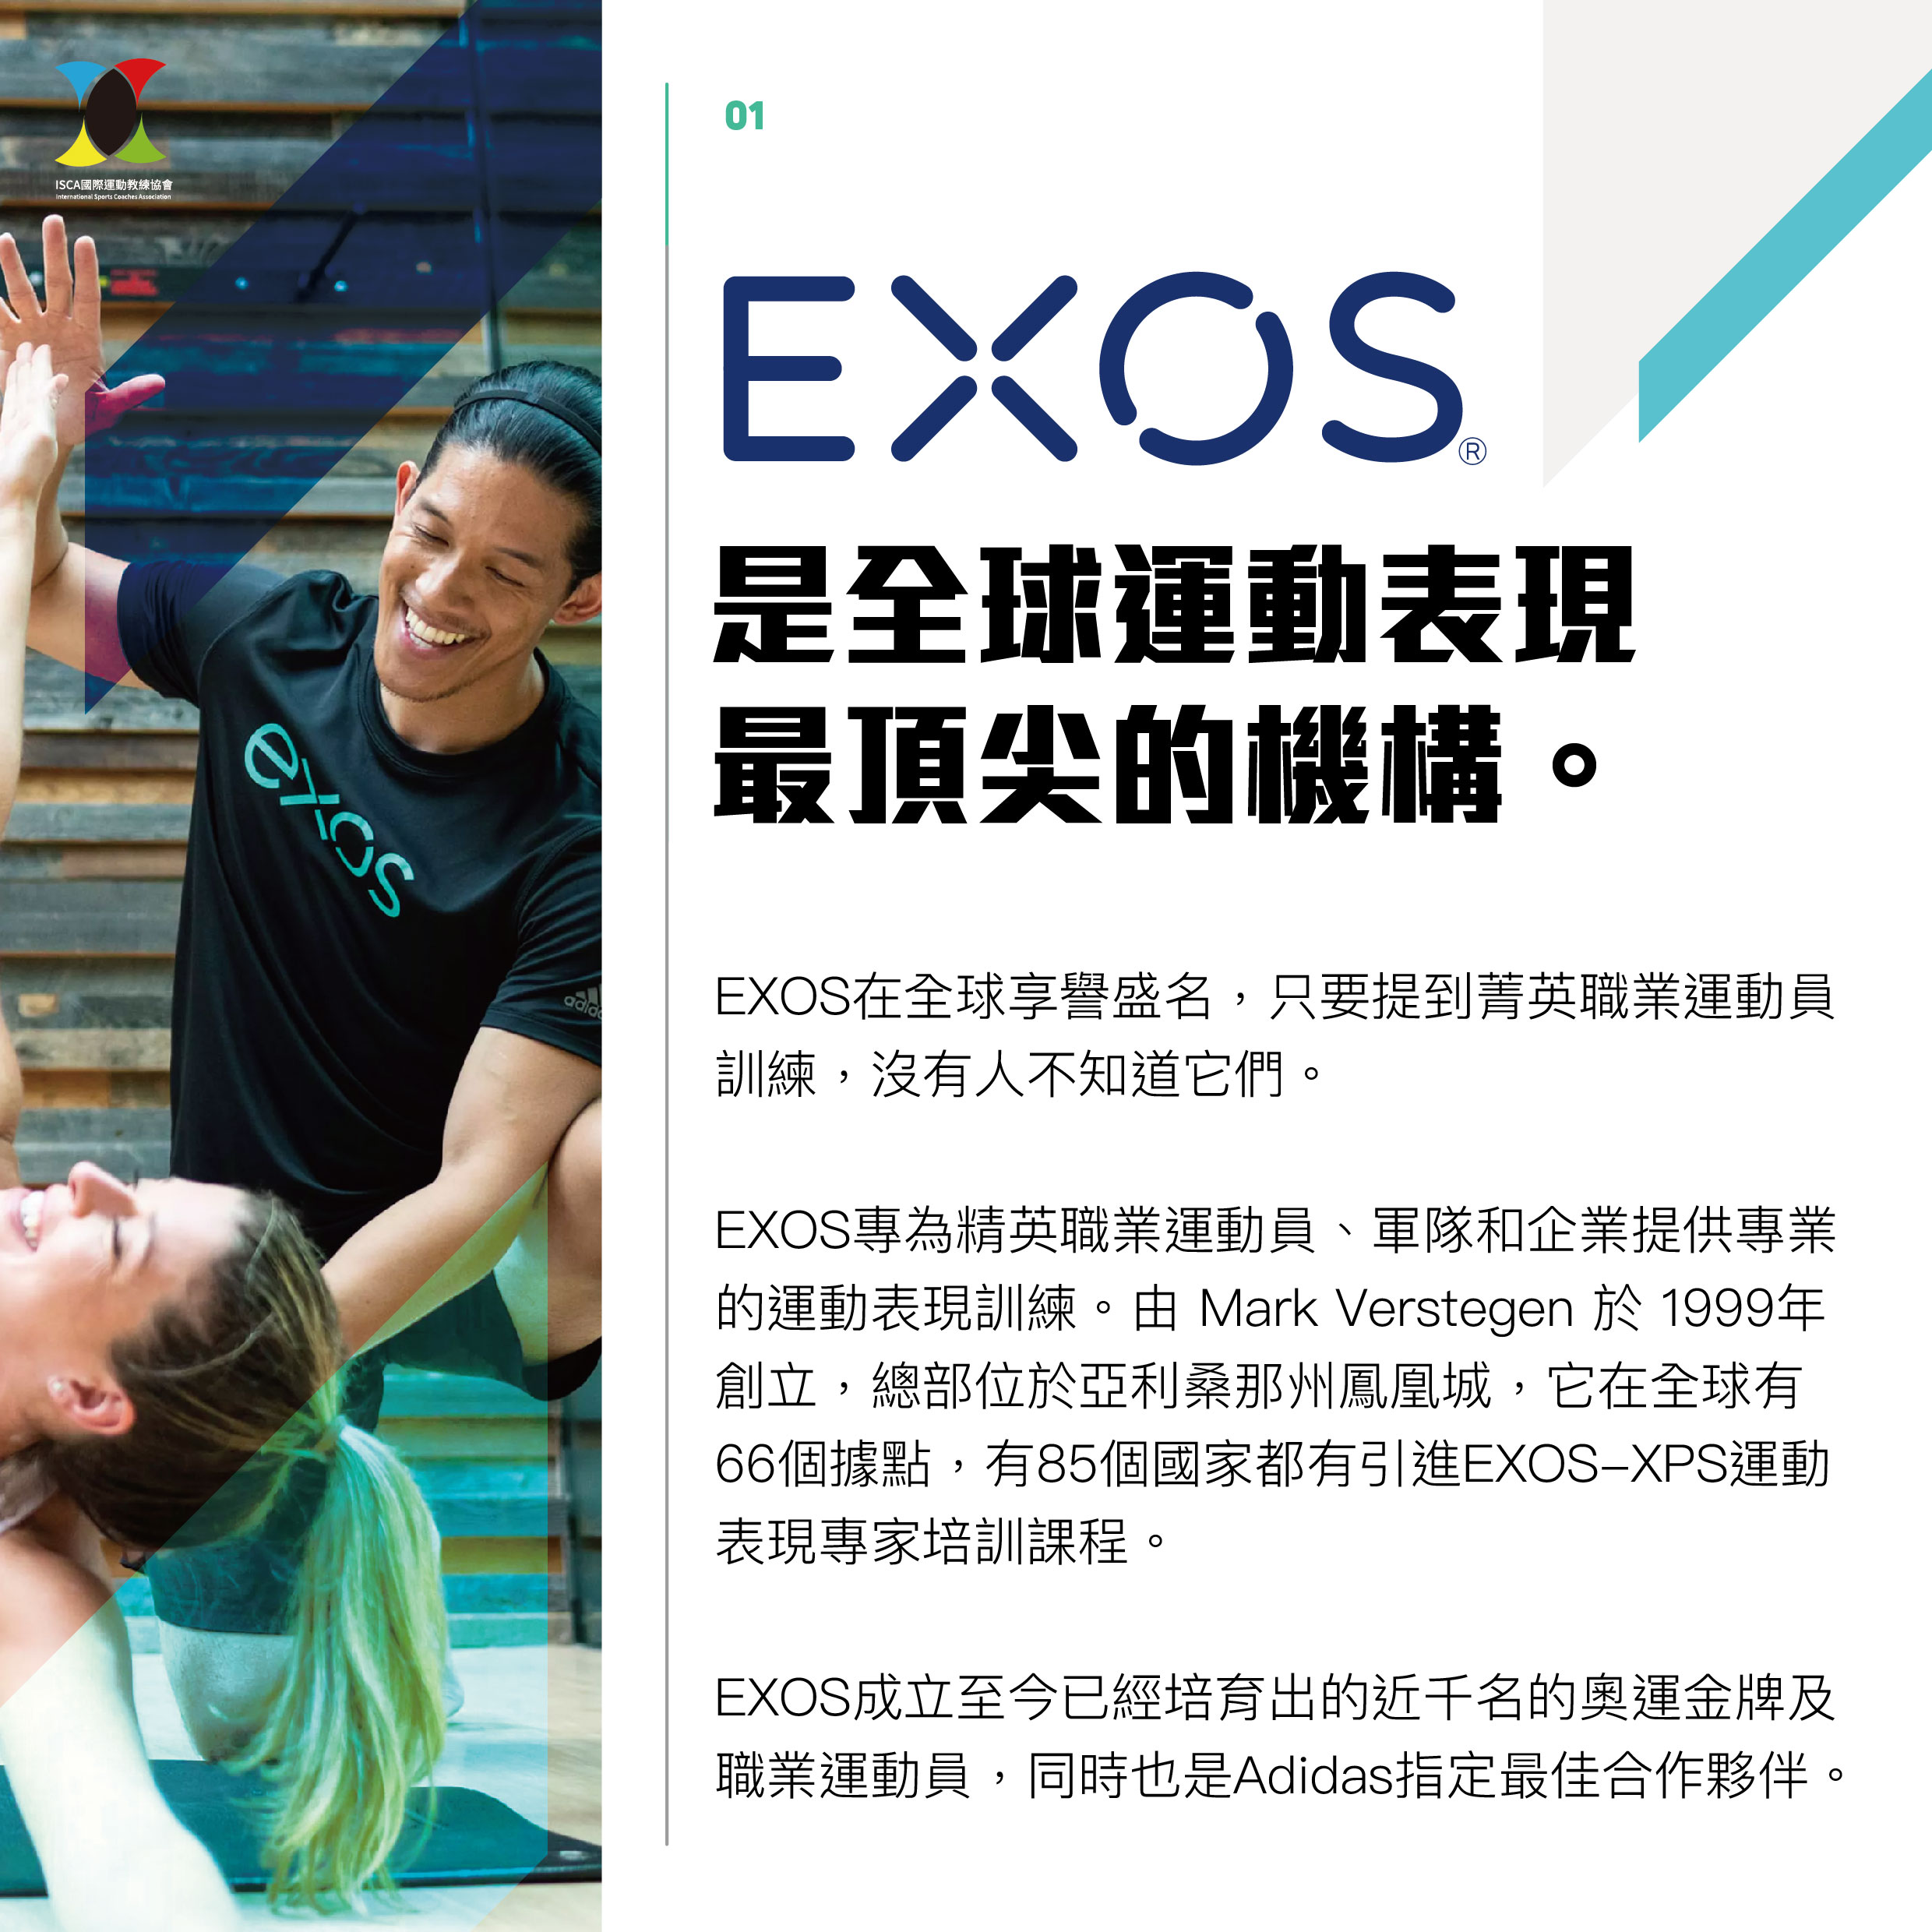 ISCA國際運動教練協會
International Sports Coaches Association
01
EXOS®
是全球運動表現
最頂尖的機構。
exos
adidas
EXOS在全球享譽盛名，只要提到菁英職業運動員
訓練，沒有人不知道它們。
EXOS專為精英職業運動員、軍隊和企業提供專業
的運動表現訓練。由 Mark Verstegen 於 1999年
創立，總部位於亞利桑那州鳳凰城，它在全球有
66個據點，有85個國家都有引進EXOS-XPS運動
表現專家培訓課程。
EXOS成立至今已經培育出的近千名的奧運金牌及
職業運動員，同時也是Adidas指定最佳合作夥伴。